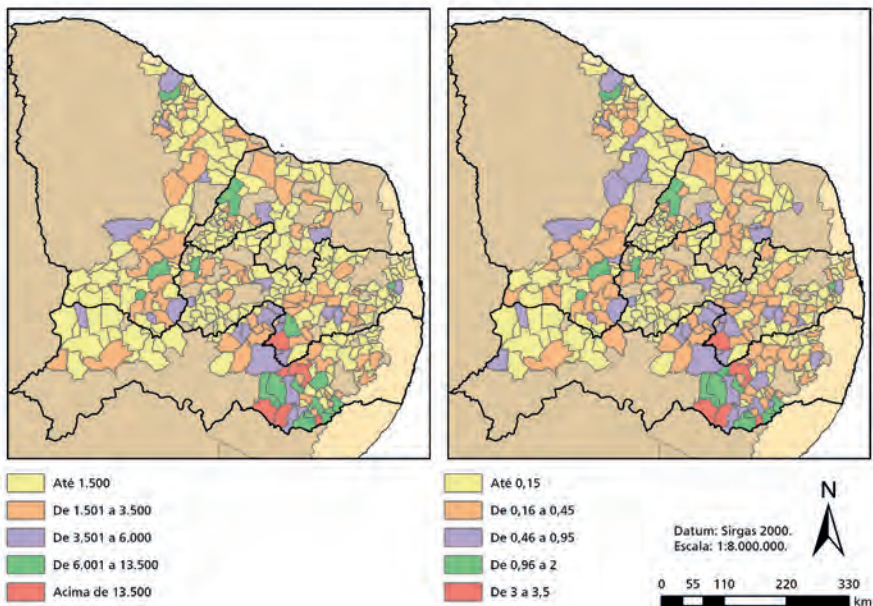 Até 1.500
De 1.501 a 3.500
De 3,501 a 6.000
De 6,001 a 13.500
Acima de 13.500
Até 0,15
De 0,16 a 0,45
De 0,46 a 0,95
De 0,96 a 2
De 3 a 3,5
Datum: Sirgas 2000.
Escala: 1:8.000.000.
N
0 55 110 220 330
km